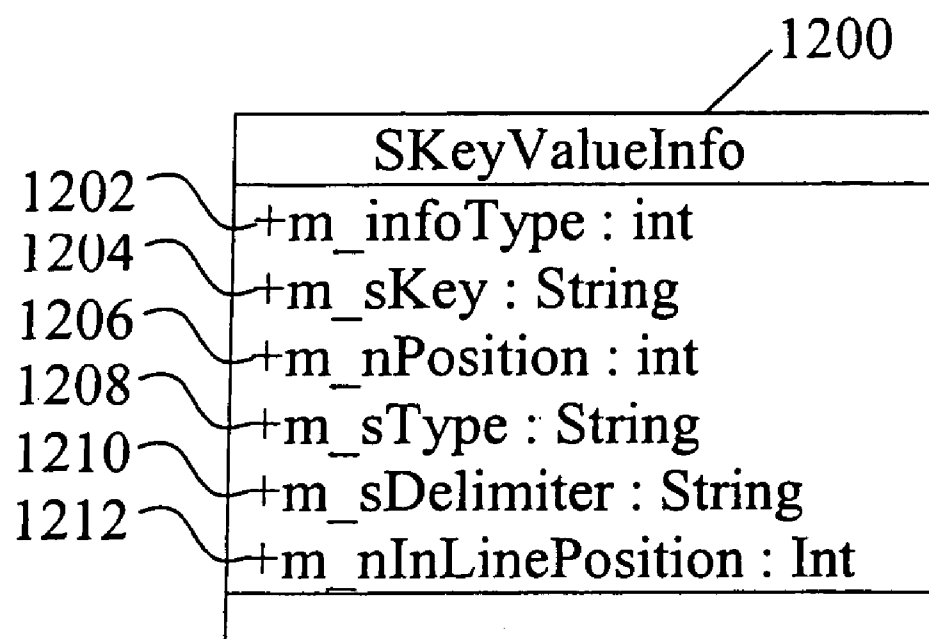 1200
SKeyValueInfo
1202 +m_infoType : int
1204 +m_sKey : String
1206 +m_nPosition : int
1208 +m_sType : String
1210 +m_sDelimiter : String
1212 +m_nInLinePosition : Int